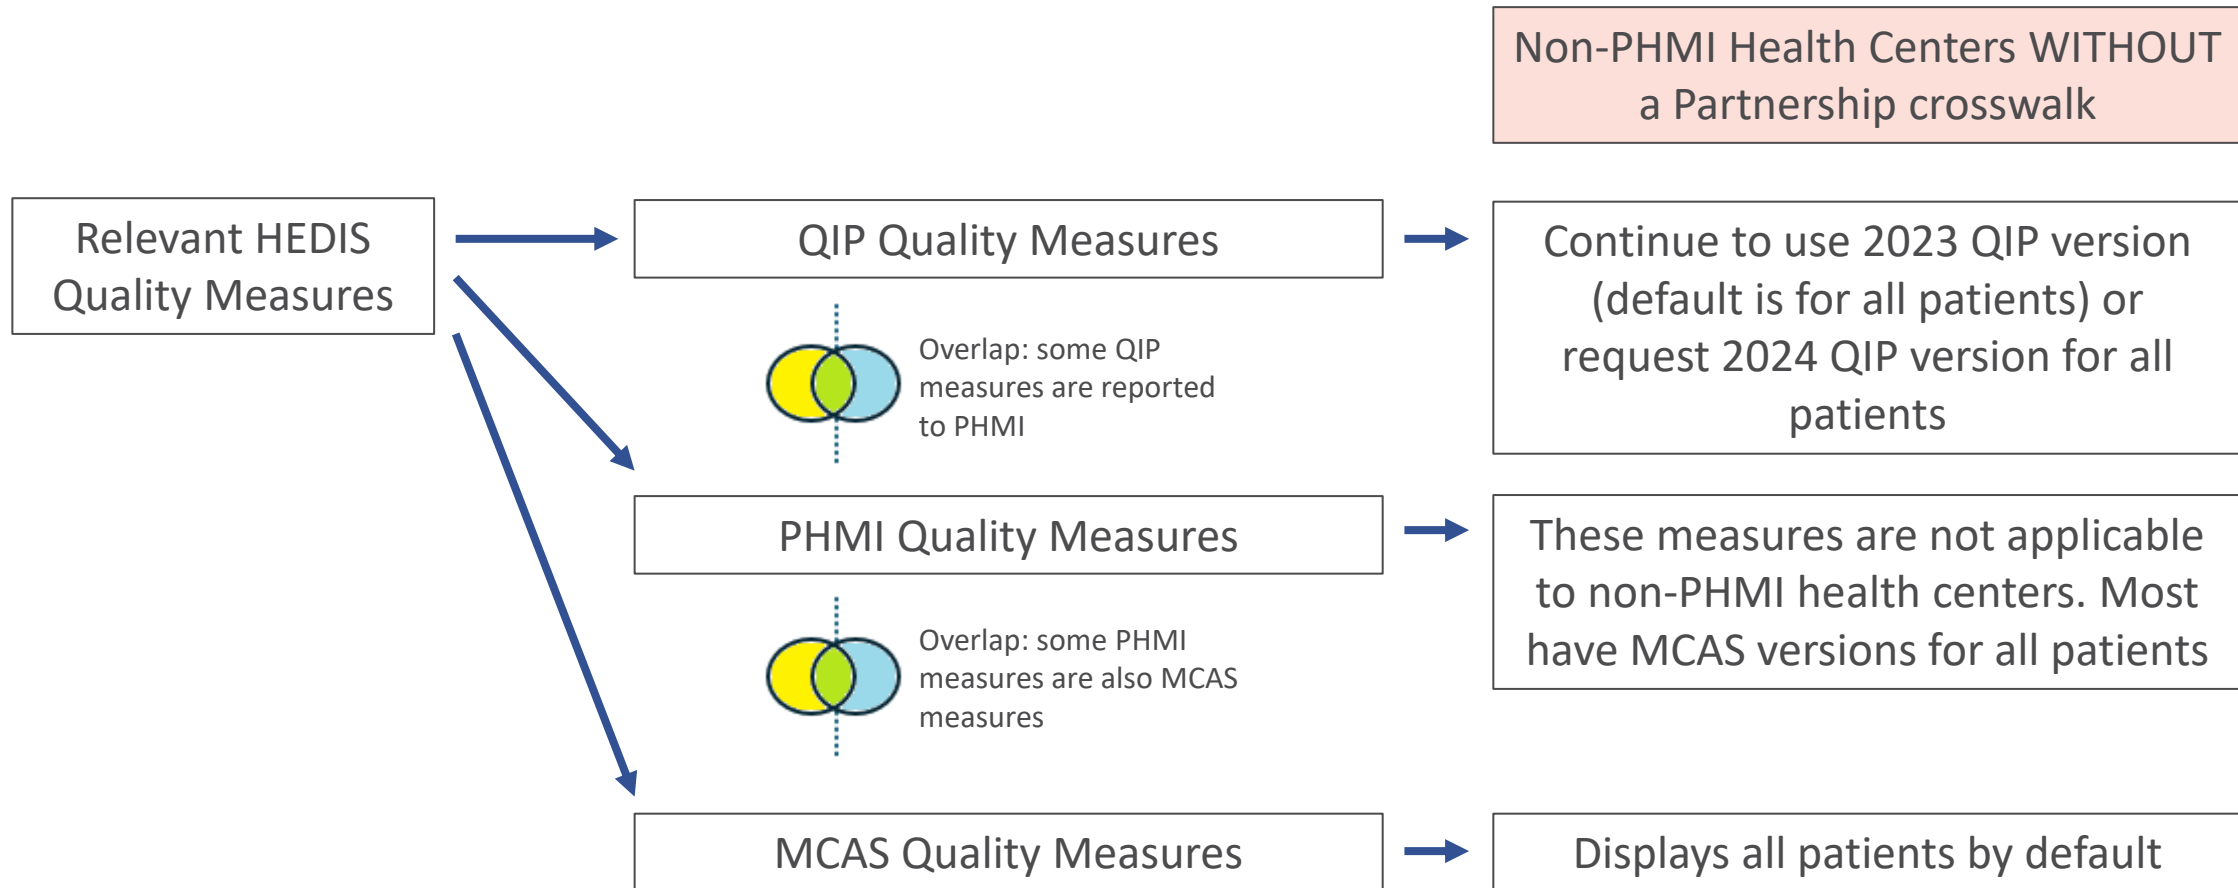 Non-PHMI Health Centers WITHOUT
a Partnership crosswalk
Relevant HEDIS
Quality Measures
QIP Quality Measures
Continue to use 2023 QIP version
(default is for all patients) or
request 2024 QIP version for all
patients
Overlap: some QIP
measures are reported
to PHMI
PHMI Quality Measures
These measures are not applicable
to non-PHMI health centers. Most
have MCAS versions for all patients
Overlap: some PHMI
measures are also MCAS
measures
MCAS Quality Measures
Displays all patients by default